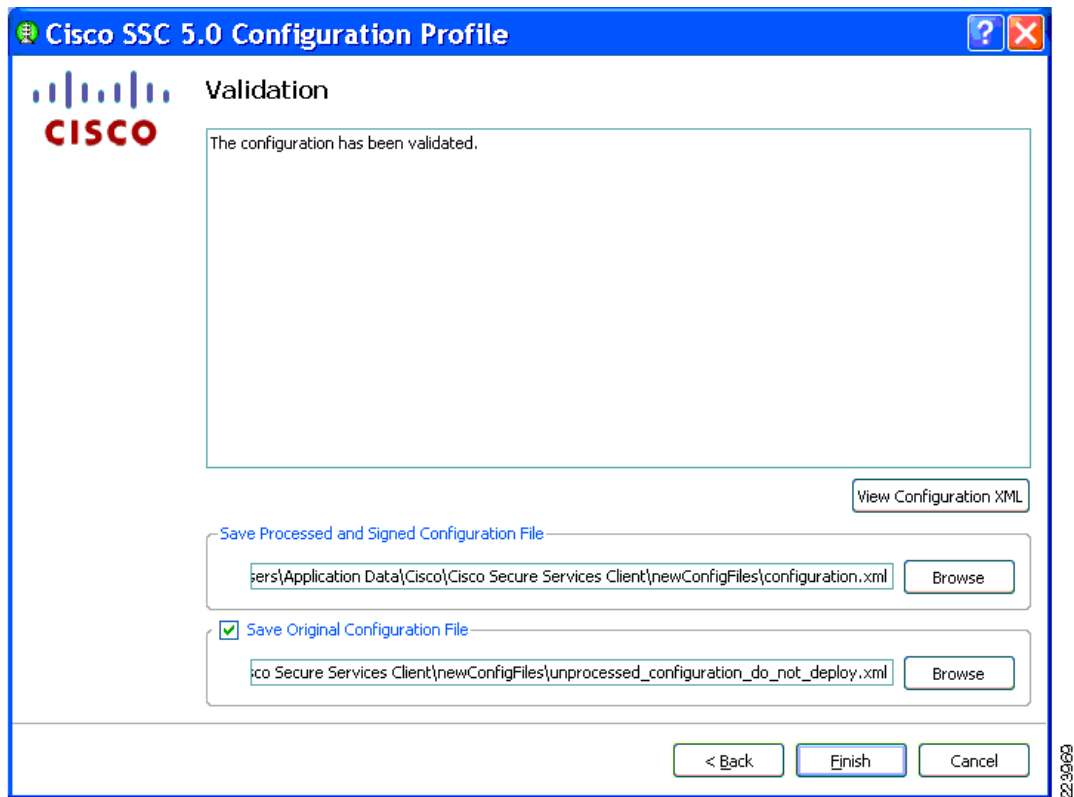 Cisco SSC 5.0 Configuration Profile
?
CISCO
Validation
The configuration has been validated.
View Configuration XML
Save Processed and Signed Configuration File
sers\Application Data\Cisco\Cisco Secure Services Client\newConfigFiles\configuration.xml
Browse
Save Original Configuration File
sco Secure Services Client\newConfigFiles\unprocessed_configuration_do_not_deploy.xml
Browse
< Back
Finish
Cancel
223969